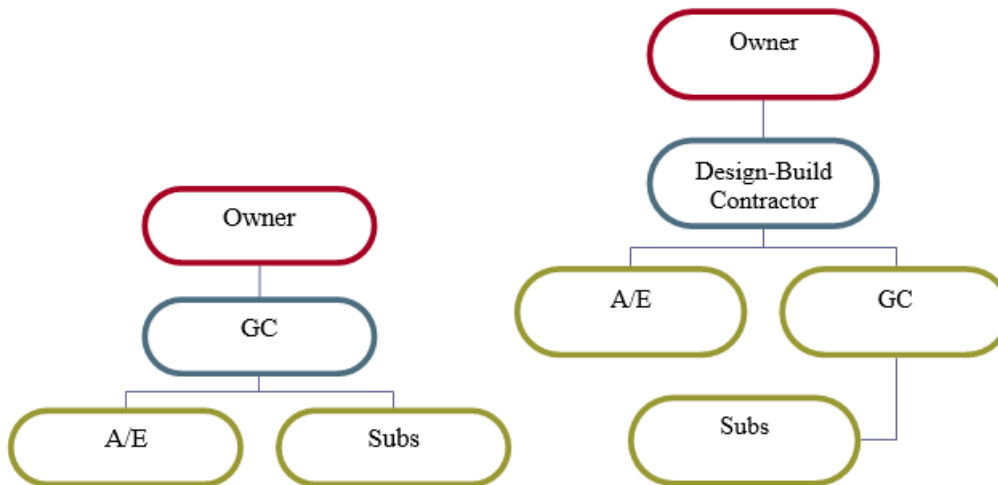 Owner
GC
A/E
Subs
Owner
Design-Build
Contractor
A/E
GC
Subs